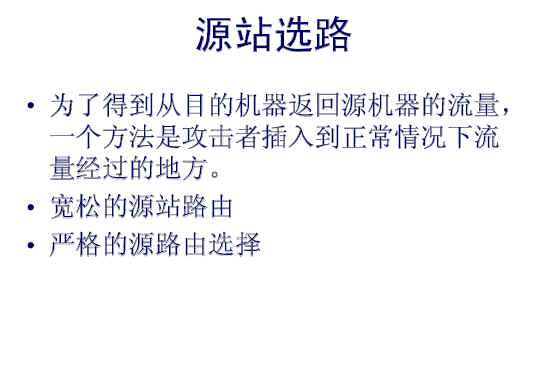 源站选路
• 为了得到从目的机器返回源机器的流量，
一个方法是攻击者插入到正常情况下流
量经过的地方。
• 宽松的源站路由
• 严格的源路由选择